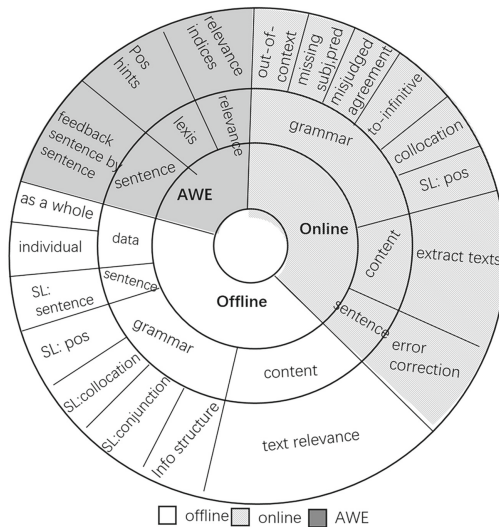 out-of-
context
missing
subj,pred
misjudged
agreement
to-infinitive
collocation
SL: pos
extract texts
error
correction
grammar
content
sentence
Online
relevance
indices
Pos
hints
feedback
sentence by
sentence
relevance
lexis
sentence
AWE
as a whole
individual
SL:
sentence
SL: pos
SL:collocation
SL:conjunction
Info structure
text relevance
data
sentence
grammar
content
Offline
offline
online
AWE